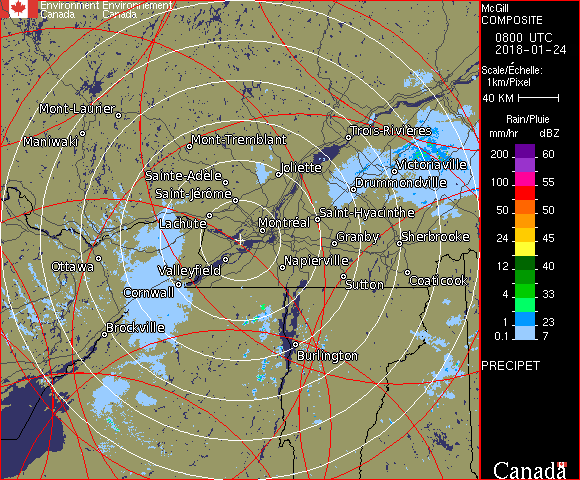 Environment Environnement
Canada Canada
McGill
COMPOSITE
0800 UTC
2018-01-24
Scale/Échelle:
1km/Pixel
40 KM
Rain/Pluie
mm/hr dBZ
200 60
100 55
50 50
24 45
12 40
4 33
1 23
0.1 7
PRECIPET
Canada
Mont-Laurier
Maniwaki
Mont-Tremblant
Trois-Rivières
Sainte-Adèle
Joliette
Victoriaville
Saint-Jérôme
Drummondville
Lachute
Montréal
Saint-Hyacinthe
Granby
Sherbrooke
Ottawa
Valleyfield
Napierville
Cornwall
Sutton
Coaticook
Brockville
Burlington